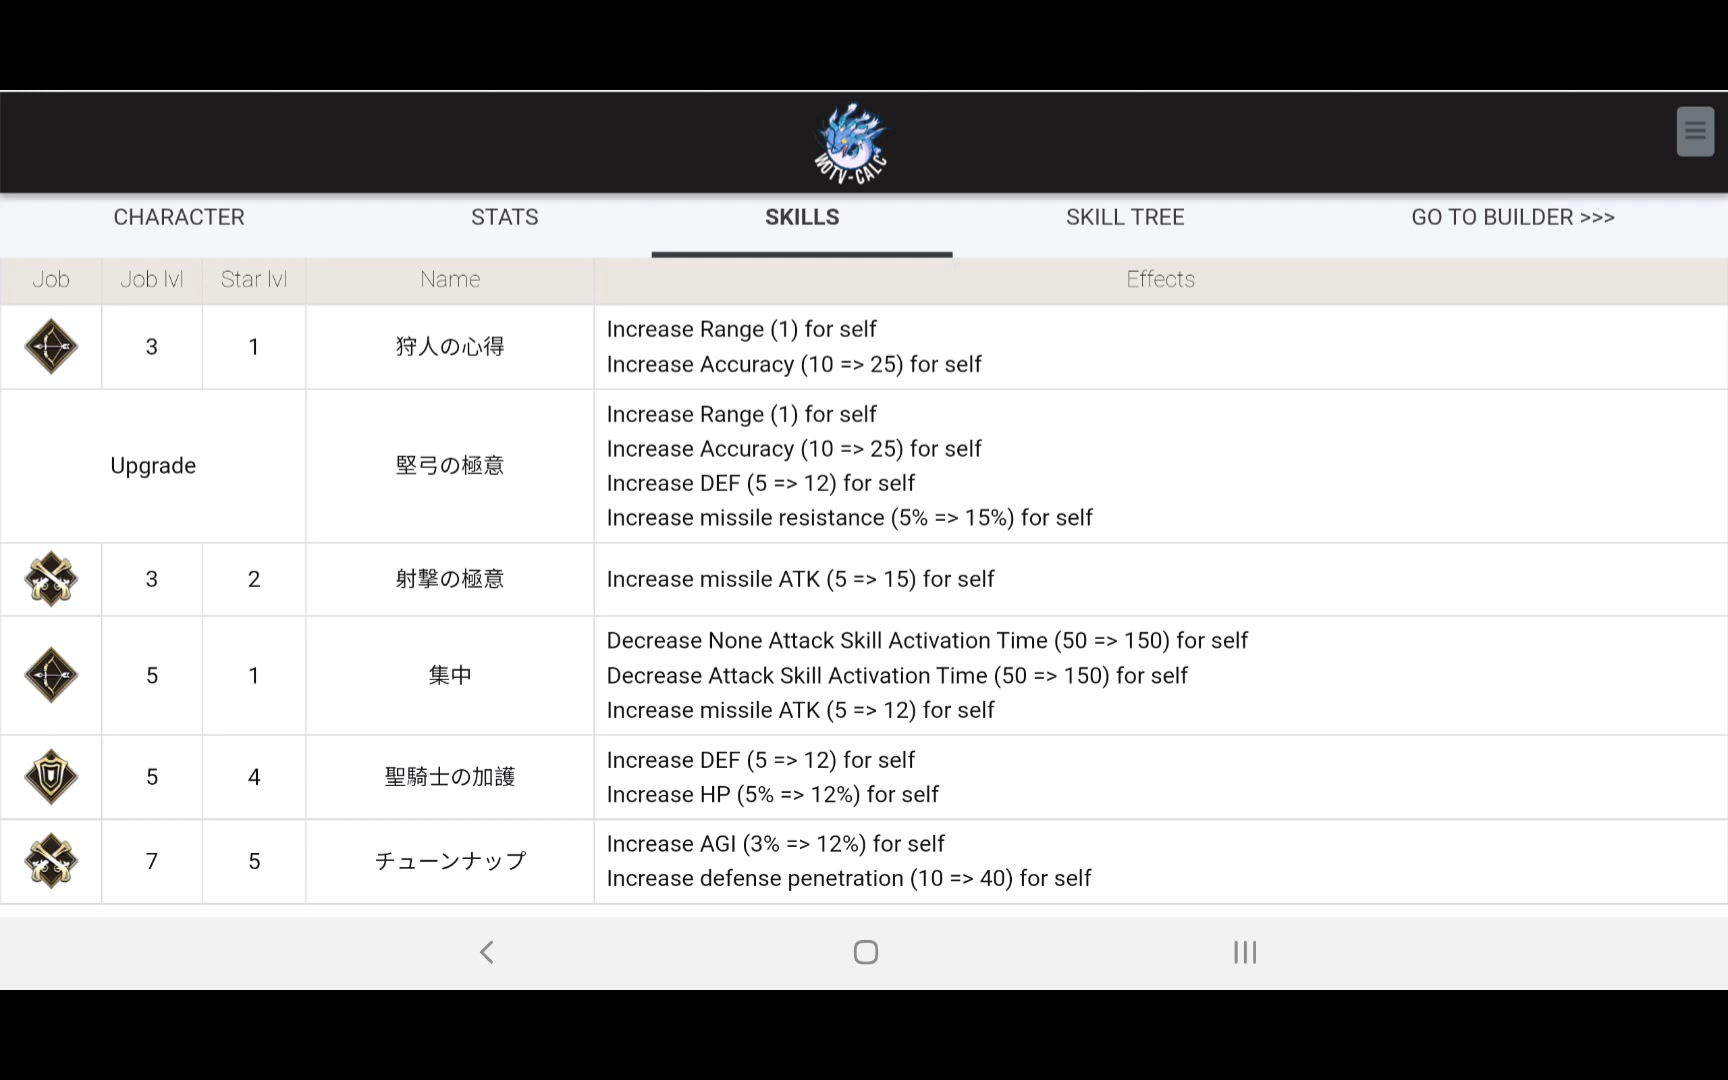 WOTV-CALC
CHARACTER
STATS
SKILLS
SKILL TREE
GO TO BUILDER >>>
Job
Job lvl
Star lvl
Name
Effects
3
1
狩人の心得
Increase Range (1) for self
Increase Accuracy (10 => 25) for self
Upgrade
堅弓の極意
Increase Range (1) for self
Increase Accuracy (10 => 25) for self
Increase DEF (5 => 12) for self
Increase missile resistance (5% => 15%) for self
3
2
射撃の極意
Increase missile ATK (5 => 15) for self
5
1
集中
Decrease None Attack Skill Activation Time (50 => 150) for self
Decrease Attack Skill Activation Time (50 => 150) for self
Increase missile ATK (5 => 12) for self
5
4
聖騎士の加護
Increase DEF (5 => 12) for self
Increase HP (5% => 12%) for self
7
5
チューンナップ
Increase AGI (3% => 12%) for self
Increase defense penetration (10 => 40) for self